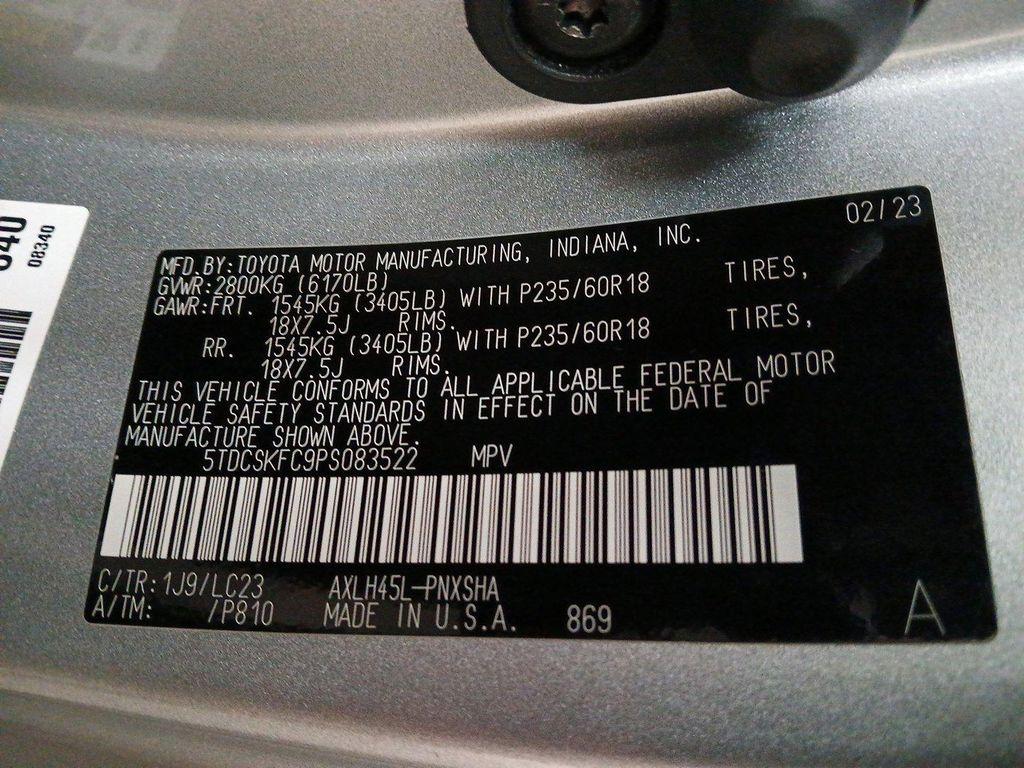 02/23
MFD. BY: TOYOTA MOTOR MANUFACTURING, INDIANA, INC.
GVWR: 2800KG (6170LB)
GAWR: FRT. 1545KG (3405LB) WITH P235/60R18 TIRES,
18X7.5J RIMS.
RR. 1545KG (3405LB) WITH P235/60R18 TIRES,
18X7.5J RIMS.
THIS VEHICLE CONFORMS TO ALL APPLICABLE FEDERAL MOTOR
VEHICLE SAFETY STANDARDS IN EFFECT ON THE DATE OF
MANUFACTURE SHOWN ABOVE.
5TDCSKFC9PS083522 MPV
C/TR: 1J9/LC23 AXLH45L-PNXSHA
A/TM: /P810 MADE IN U.S.A. 869 A
08340